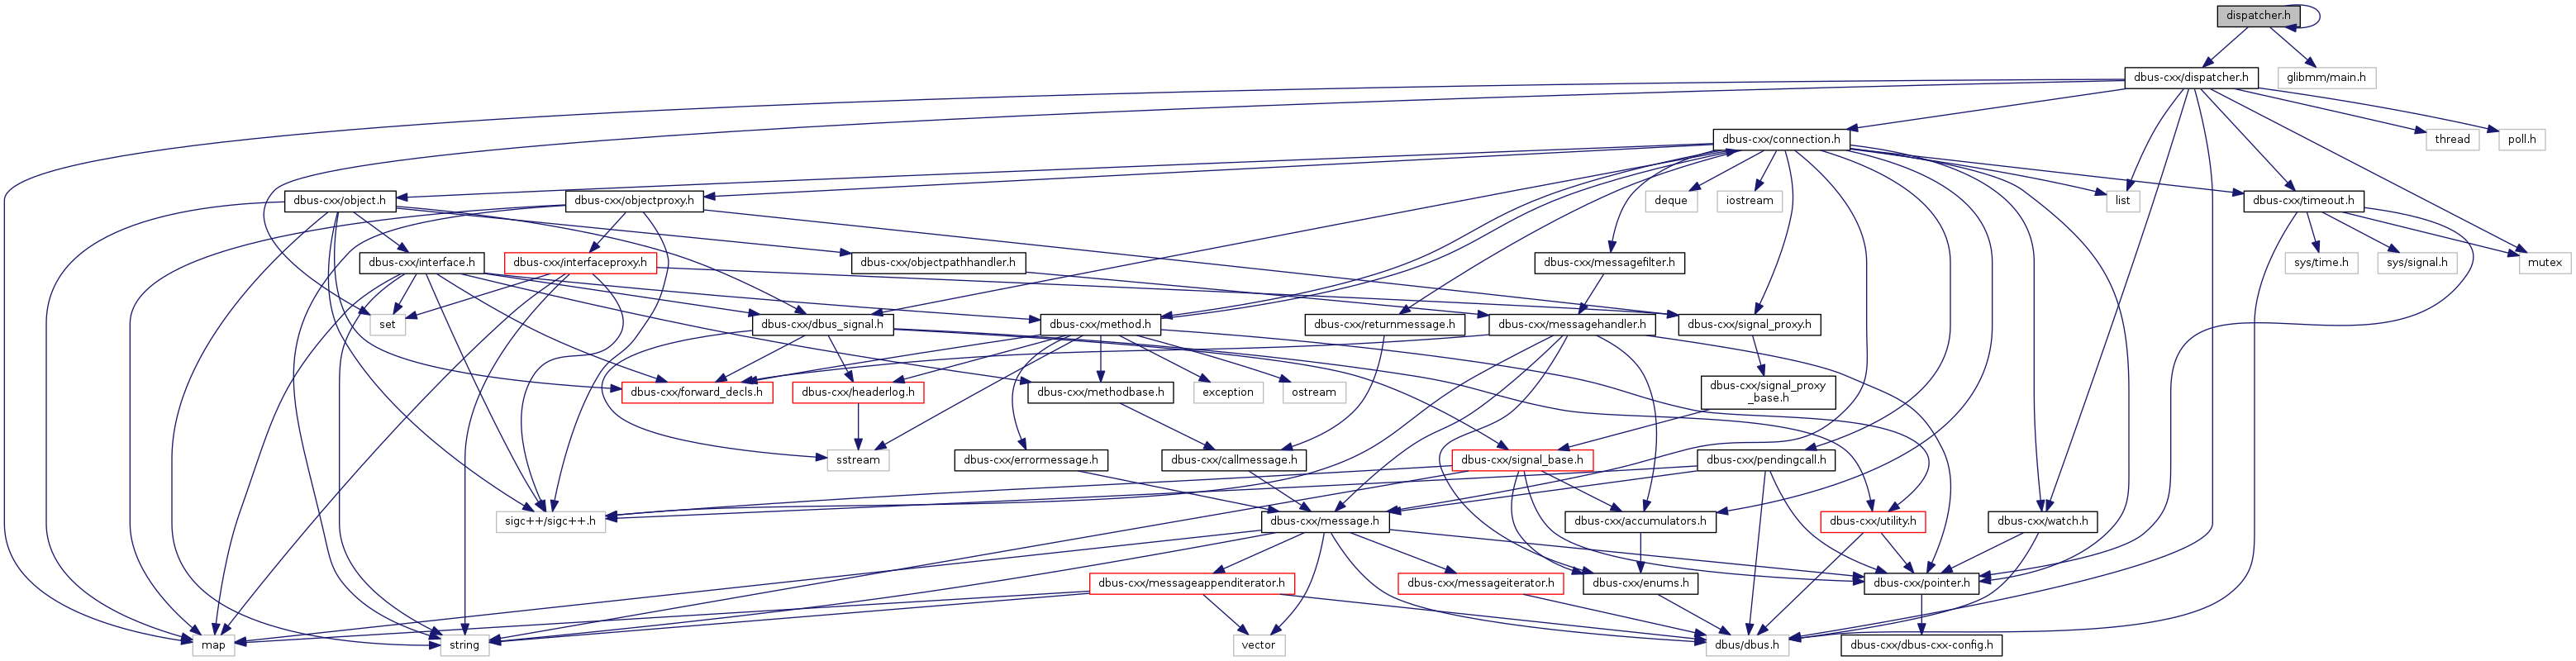 dispatcher.h
dbus-cxx/dispatcher.h
glibmm/main.h
dbus-cxx/connection.h
thread
poll.h
dbus-cxx/object.h
dbus-cxx/objectproxy.h
deque
iostream
list
dbus-cxx/timeout.h
dbus-cxx/interface.h
dbus-cxx/interfaceproxy.h
dbus-cxx/objectpathhandler.h
dbus-cxx/messagefilter.h
sys/time.h
sys/signal.h
mutex
set
dbus-cxx/dbus_signal.h
dbus-cxx/method.h
dbus-cxx/returnmessage.h
dbus-cxx/messagehandler.h
dbus-cxx/signal_proxy.h
dbus-cxx/forward_decls.h
dbus-cxx/headerlog.h
dbus-cxx/methodbase.h
exception
ostream
dbus-cxx/signal_proxy
_base.h
sstream
dbus-cxx/errormessage.h
dbus-cxx/callmessage.h
dbus-cxx/signal_base.h
dbus-cxx/pendingcall.h
sigc++/sigc++.h
dbus-cxx/message.h
dbus-cxx/accumulators.h
dbus-cxx/utility.h
dbus-cxx/watch.h
dbus-cxx/messageappenditerator.h
dbus-cxx/messageiterator.h
dbus-cxx/enums.h
dbus-cxx/pointer.h
map
string
vector
dbus/dbus.h
dbus-cxx/dbus-cxx-config.h